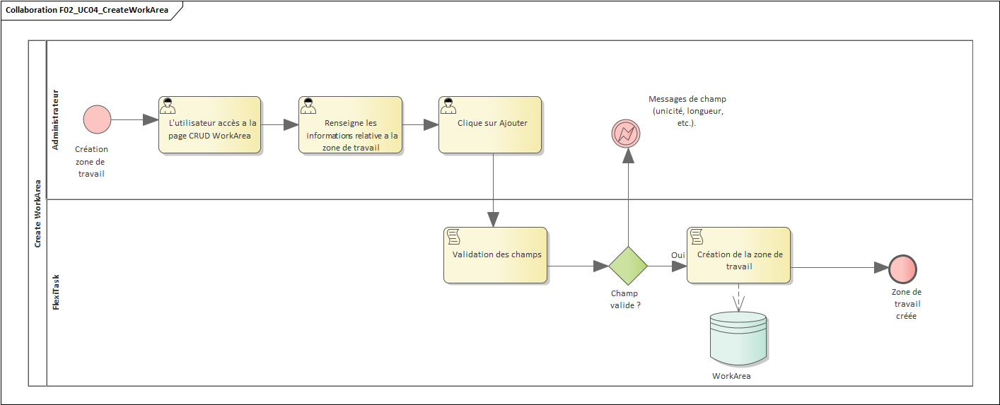 Collaboration F02_UC04_CreateWorkArea
Create WorkArea
Administrateur
Création
zone de
travail
L'utilisateur accès a la
page CRUD WorkArea
Renseigne les
informations relative a la
zone de travail
Clique sur Ajouter
Messages de champ
(unicité, longueur,
etc.).
FlexiTask
Validation des champs
Champ
valide ?
Oui
Création de la zone de
travail
WorkArea
Zone de
travail
créée